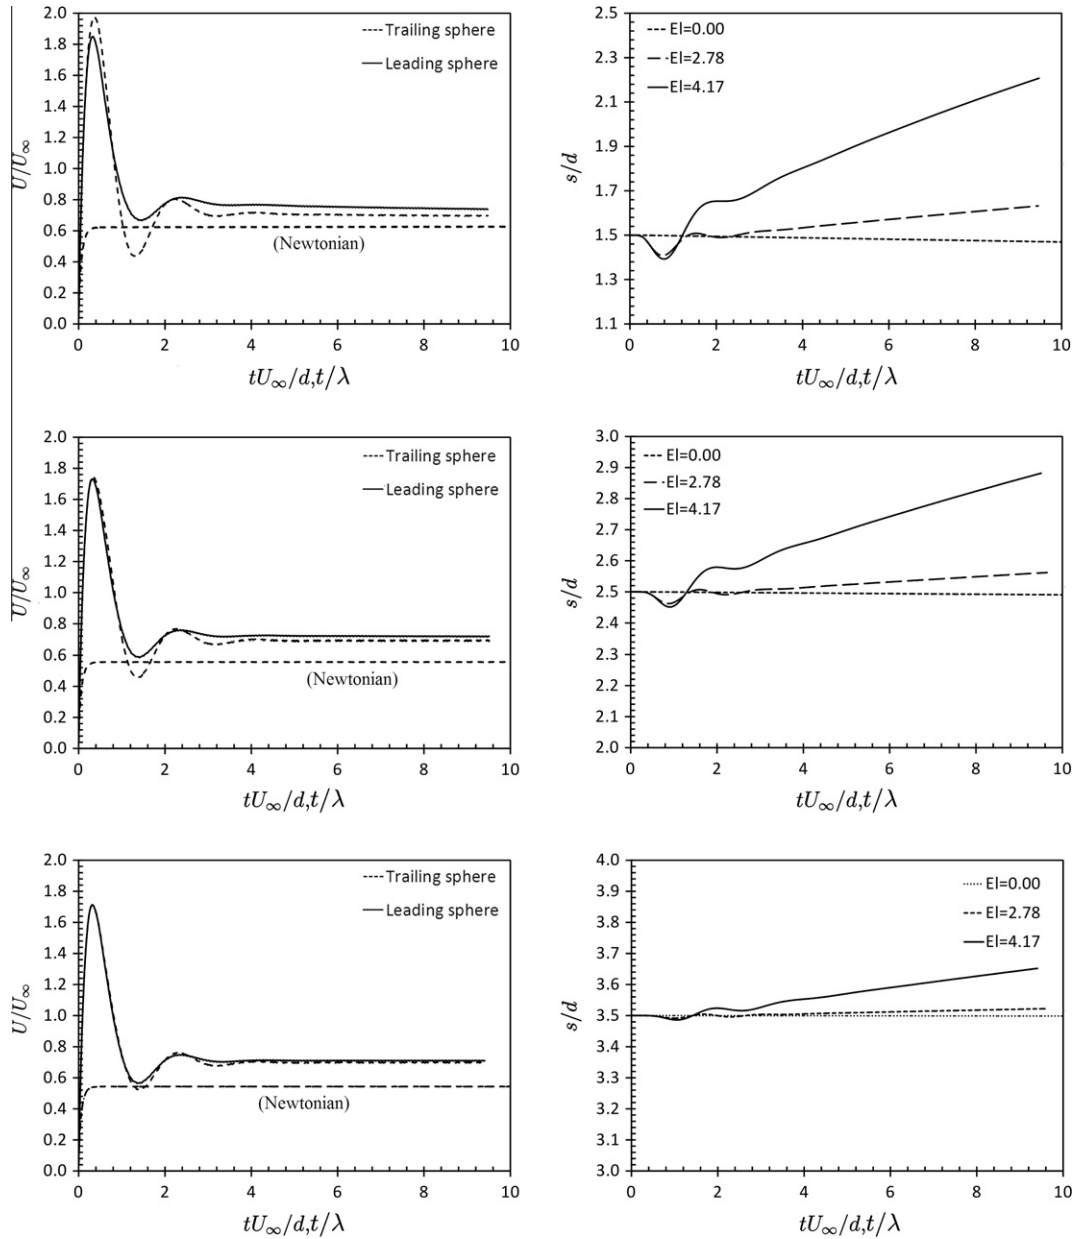 2.0
1.8
1.6
1.4
1.2
1.0
0.8
0.6
0.4
0.2
0.0
U/U∞
Trailing sphere
Leading sphere
(Newtonian)
0 2 4 6 8 10
tU∞/d,t/λ
2.5
2.3
2.1
1.9
1.7
1.5
1.3
1.1
s/d
El=0.00
El=2.78
El=4.17
0 2 4 6 8 10
tU∞/d,t/λ
2.0
1.8
1.6
1.4
1.2
1.0
0.8
0.6
0.4
0.2
0.0
U/U∞
Trailing sphere
Leading sphere
(Newtonian)
0 2 4 6 8 10
tU∞/d,t/λ
3.0
2.9
2.8
2.7
2.6
2.5
2.4
2.3
2.2
2.1
2.0
s/d
El=0.00
El=2.78
El=4.17
0 2 4 6 8 10
tU∞/d,t/λ
2.0
1.8
1.6
1.4
1.2
1.0
0.8
0.6
0.4
0.2
0.0
U/U∞
Trailing sphere
Leading sphere
(Newtonian)
0 2 4 6 8 10
tU∞/d,t/λ
4.0
3.9
3.8
3.7
3.6
3.5
3.4
3.3
3.2
3.1
3.0
s/d
El=0.00
El=2.78
El=4.17
0 2 4 6 8 10
tU∞/d,t/λ